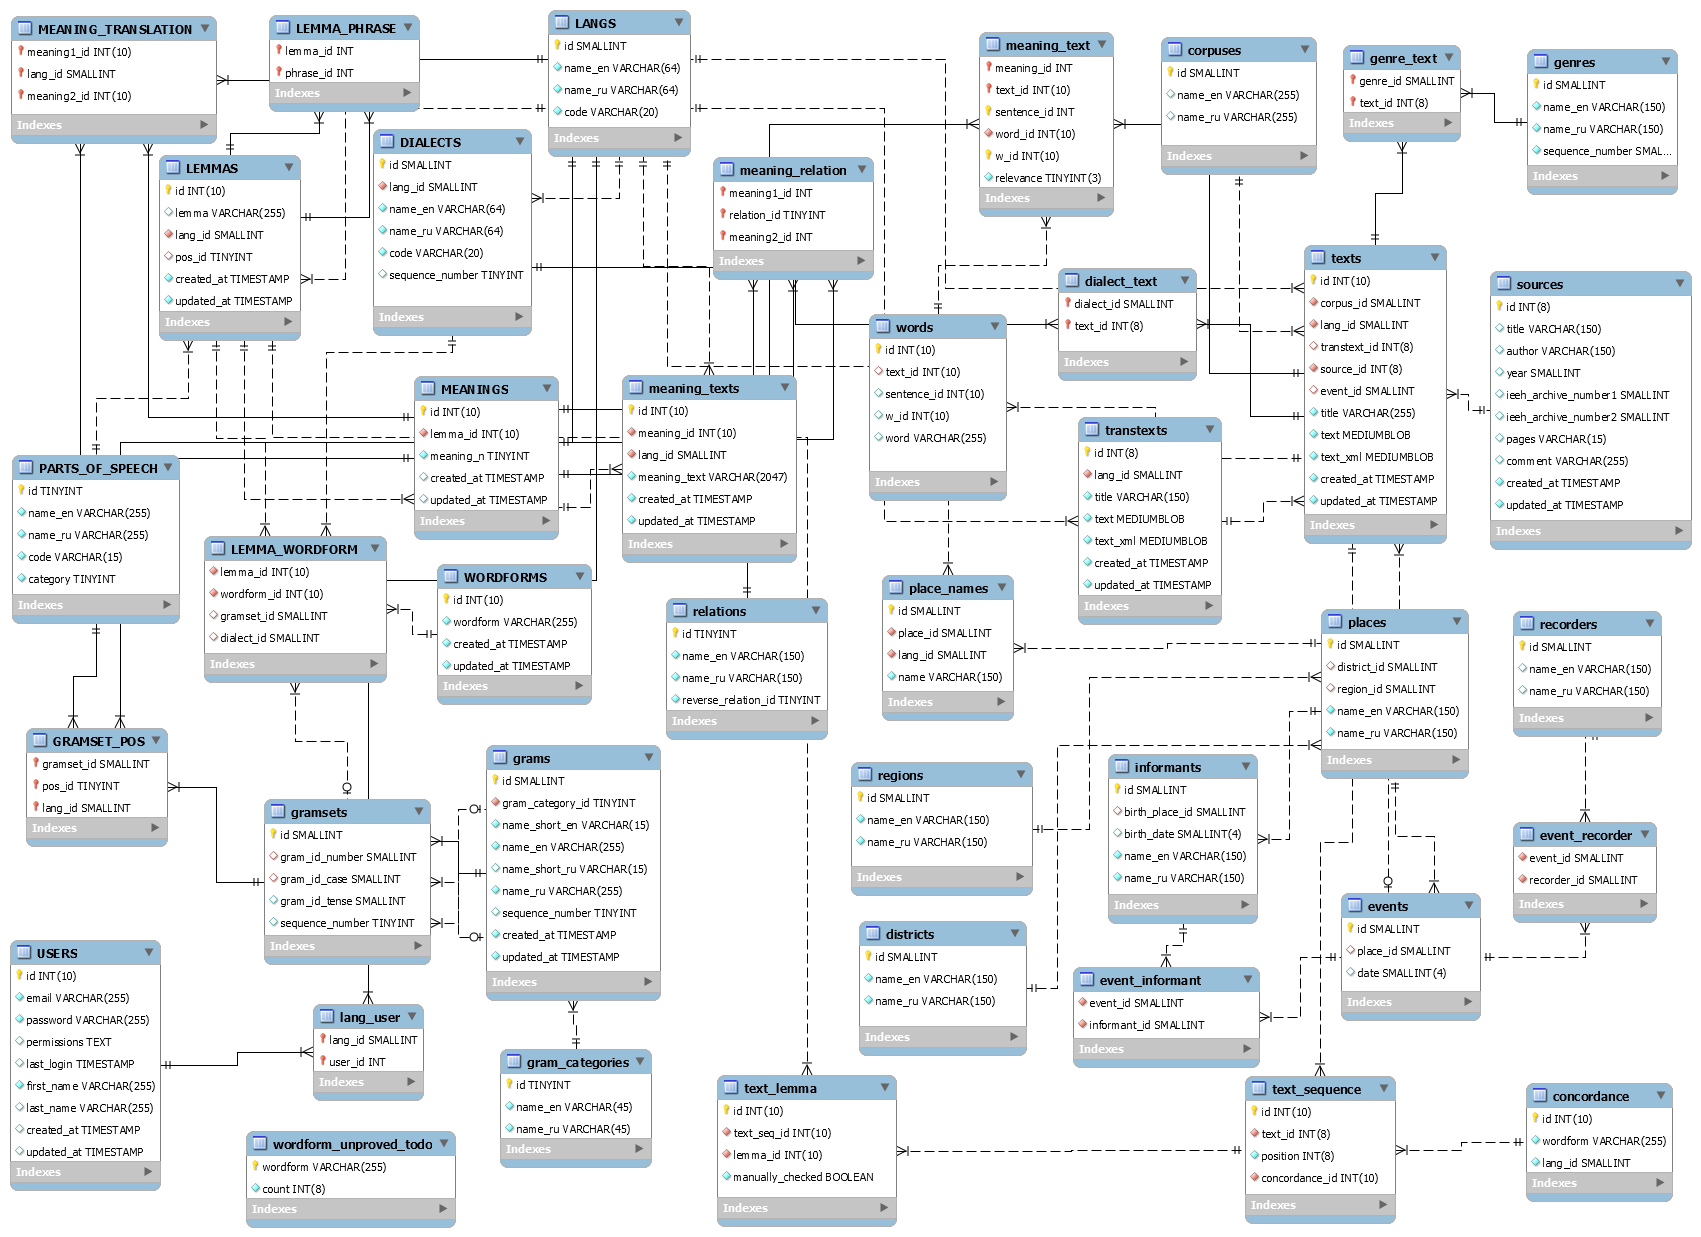 MEANING_TRANSLATION
meaning1_id INT(10)
lang_id SMALLINT
meaning2_id INT(10)
Indexes
LEMMA_PHRASE
lemma_id INT
phrase_id INT
Indexes
LANGS
id SMALLINT
name_en VARCHAR(64)
name_ru VARCHAR(64)
code VARCHAR(20)
Indexes
meaning_text
meaning_id INT
text_id INT(10)
sentence_id INT
word_id INT(10)
w_id INT(10)
relevance TINYINT(3)
Indexes
corpuses
id SMALLINT
name_en VARCHAR(255)
name_ru VARCHAR(255)
Indexes
genre_text
genre_id SMALLINT
text_id INT(8)
Indexes
genres
id SMALLINT
name_en VARCHAR(150)
name_ru VARCHAR(150)
sequence_number SMAL...
Indexes
LEMMAS
id INT(10)
lemma VARCHAR(255)
lang_id SMALLINT
pos_id TINYINT
created_at TIMESTAMP
updated_at TIMESTAMP
Indexes
DIALECTS
id SMALLINT
lang_id SMALLINT
name_en VARCHAR(64)
name_ru VARCHAR(64)
code VARCHAR(20)
sequence_number TINYINT
Indexes
meaning_relation
meaning1_id INT
relation_id TINYINT
meaning2_id INT
Indexes
words
id INT(10)
text_id INT(10)
sentence_id INT(10)
w_id INT(10)
word VARCHAR(255)
Indexes
dialect_text
dialect_id SMALLINT
text_id INT(8)
Indexes
texts
id INT(10)
corpus_id SMALLINT
lang_id SMALLINT
transtext_id INT(8)
source_id INT(8)
event_id SMALLINT
title VARCHAR(255)
text MEDIUMBLOB
text_xml MEDIUMBLOB
created_at TIMESTAMP
updated_at TIMESTAMP
Indexes
sources
id INT(8)
title VARCHAR(150)
author VARCHAR(150)
year SMALLINT
ieeh_archive_number1 SMALLINT
ieeh_archive_number2 SMALLINT
pages VARCHAR(15)
comment VARCHAR(255)
created_at TIMESTAMP
updated_at TIMESTAMP
Indexes
PARTS_OF_SPEECH
id TINYINT
name_en VARCHAR(255)
name_ru VARCHAR(255)
code VARCHAR(15)
category TINYINT
Indexes
MEANINGS
id INT(10)
lemma_id INT(10)
meaning_n TINYINT
created_at TIMESTAMP
updated_at TIMESTAMP
Indexes
meaning_texts
id INT(10)
meaning_id INT(10)
lang_id SMALLINT
meaning_text VARCHAR(2047)
created_at TIMESTAMP
updated_at TIMESTAMP
Indexes
transtexts
id INT(8)
lang_id SMALLINT
title VARCHAR(150)
text MEDIUMBLOB
text_xml MEDIUMBLOB
created_at TIMESTAMP
updated_at TIMESTAMP
Indexes
LEMMA_WORDFORM
lemma_id INT(10)
wordform_id INT(10)
gramset_id SMALLINT
dialect_id SMALLINT
Indexes
WORDFORMS
id INT(10)
wordform VARCHAR(255)
created_at TIMESTAMP
updated_at TIMESTAMP
Indexes
relations
id TINYINT
name_en VARCHAR(150)
name_ru VARCHAR(150)
reverse_relation_id TINYINT
Indexes
place_names
id SMALLINT
place_id SMALLINT
lang_id SMALLINT
name VARCHAR(150)
Indexes
places
id SMALLINT
district_id SMALLINT
region_id SMALLINT
name_en VARCHAR(150)
name_ru VARCHAR(150)
Indexes
recorders
id SMALLINT
name_en VARCHAR(150)
name_ru VARCHAR(150)
Indexes
GRAMSET_POS
gramset_id SMALLINT
pos_id TINYINT
lang_id SMALLINT
Indexes
gramsets
id SMALLINT
gram_id_number SMALLINT
gram_id_case SMALLINT
gram_id_tense SMALLINT
sequence_number TINYINT
Indexes
grams
id SMALLINT
gram_category_id TINYINT
name_short_en VARCHAR(15)
name_en VARCHAR(255)
name_short_ru VARCHAR(15)
name_ru VARCHAR(255)
sequence_number TINYINT
created_at TIMESTAMP
updated_at TIMESTAMP
Indexes
regions
id SMALLINT
name_en VARCHAR(150)
name_ru VARCHAR(150)
Indexes
informants
id SMALLINT
birth_place_id SMALLINT
birth_date SMALLINT(4)
name_en VARCHAR(150)
name_ru VARCHAR(150)
Indexes
event_recorder
event_id SMALLINT
recorder_id SMALLINT
Indexes
events
id SMALLINT
place_id SMALLINT
date SMALLINT(4)
Indexes
districts
id SMALLINT
name_en VARCHAR(150)
name_ru VARCHAR(150)
Indexes
event_informant
event_id SMALLINT
informant_id SMALLINT
Indexes
USERS
id INT(10)
email VARCHAR(255)
password VARCHAR(255)
permissions TEXT
last_login TIMESTAMP
first_name VARCHAR(255)
last_name VARCHAR(255)
created_at TIMESTAMP
updated_at TIMESTAMP
Indexes
lang_user
lang_id SMALLINT
user_id INT
Indexes
gram_categories
id TINYINT
name_en VARCHAR(45)
name_ru VARCHAR(45)
Indexes
wordform_unproved_todo
wordform VARCHAR(255)
count INT(8)
Indexes
text_lemma
id INT(10)
text_seq_id INT(10)
lemma_id INT(10)
manually_checked BOOLEAN
Indexes
text_sequence
id INT(10)
text_id INT(8)
position INT(8)
concordance_id INT(10)
Indexes
concordance
id INT(10)
wordform VARCHAR(255)
lang_id SMALLINT
Indexes